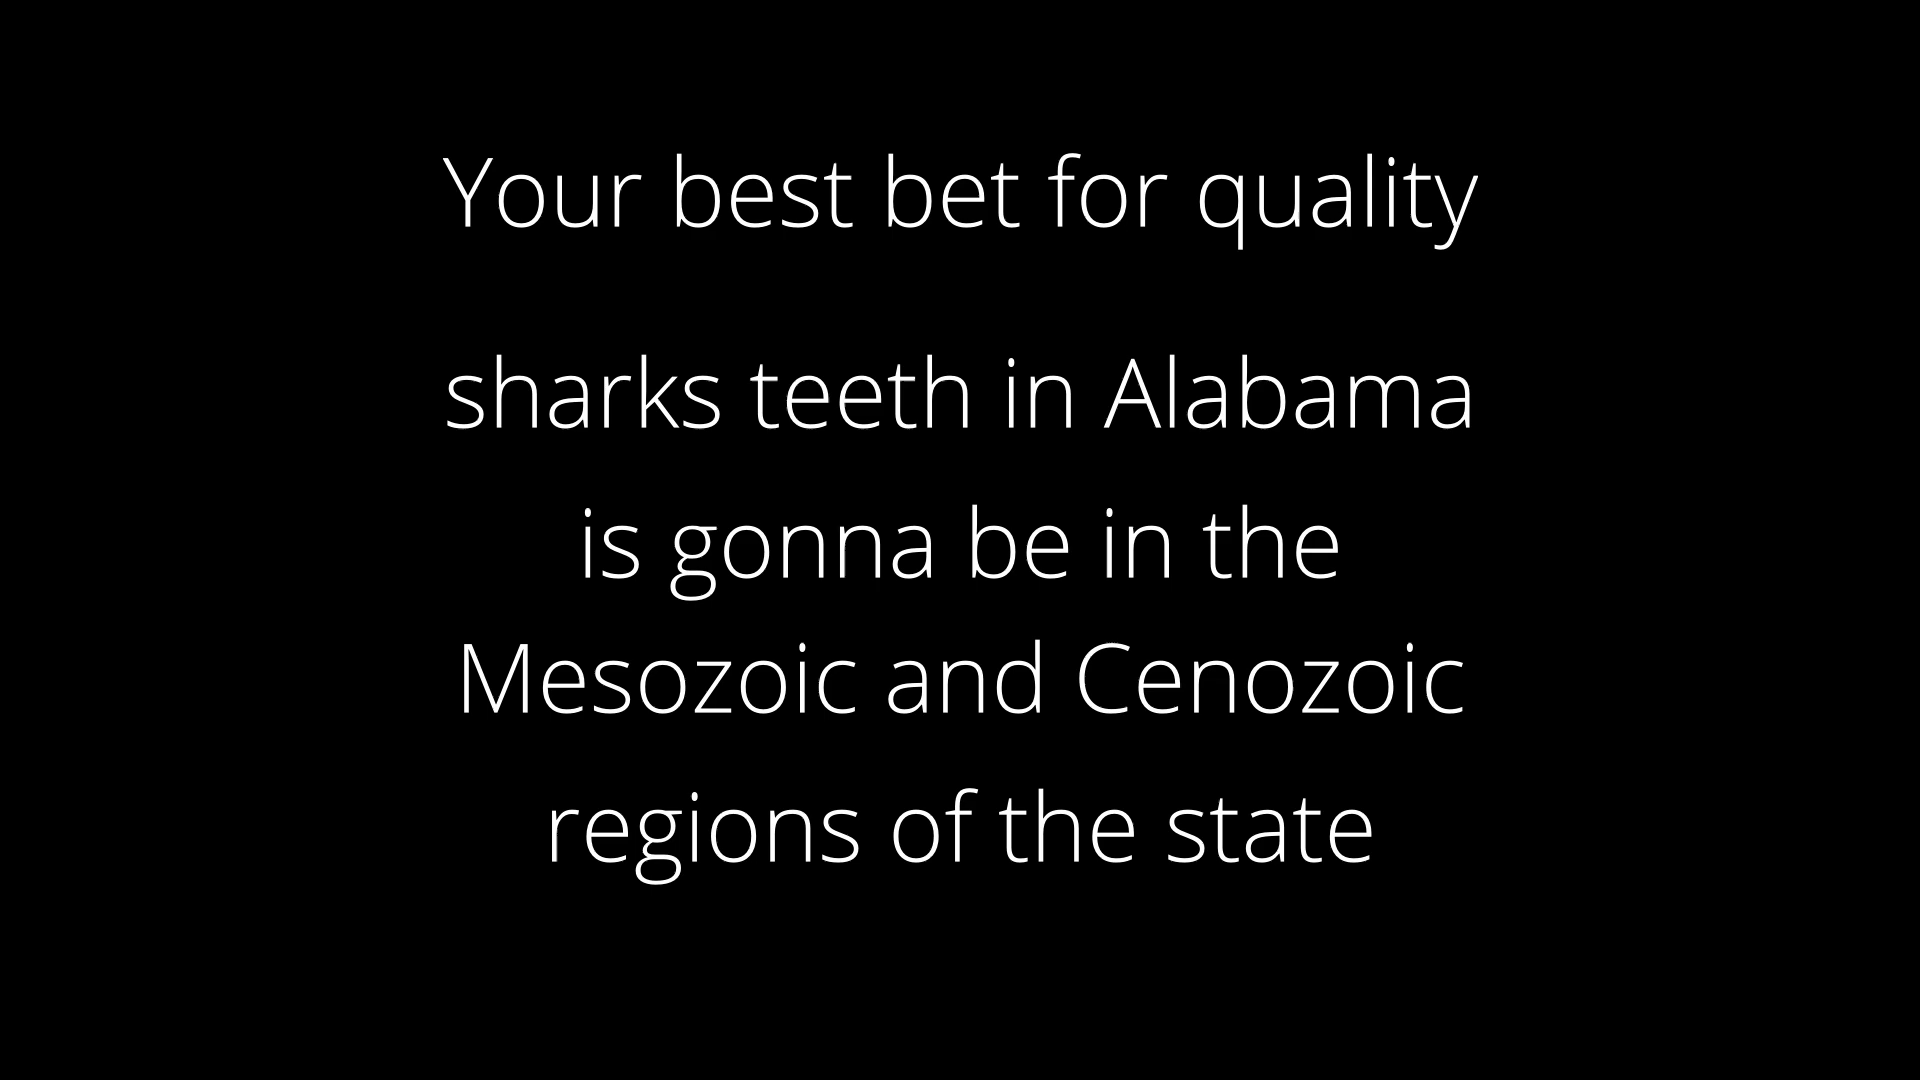 Your best bet for quality
sharks teeth in Alabama
is gonna be in the
Mesozoic and Cenozoic
regions of the state